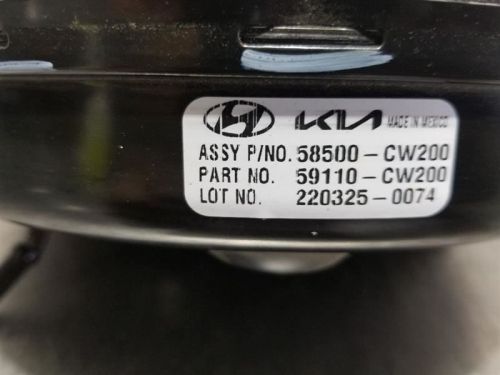 KIA MADE IN MEXICO
ASSY P/NO. 58500-CW200
PART NO. 59110-CW200
LOT NO. 220325-0074